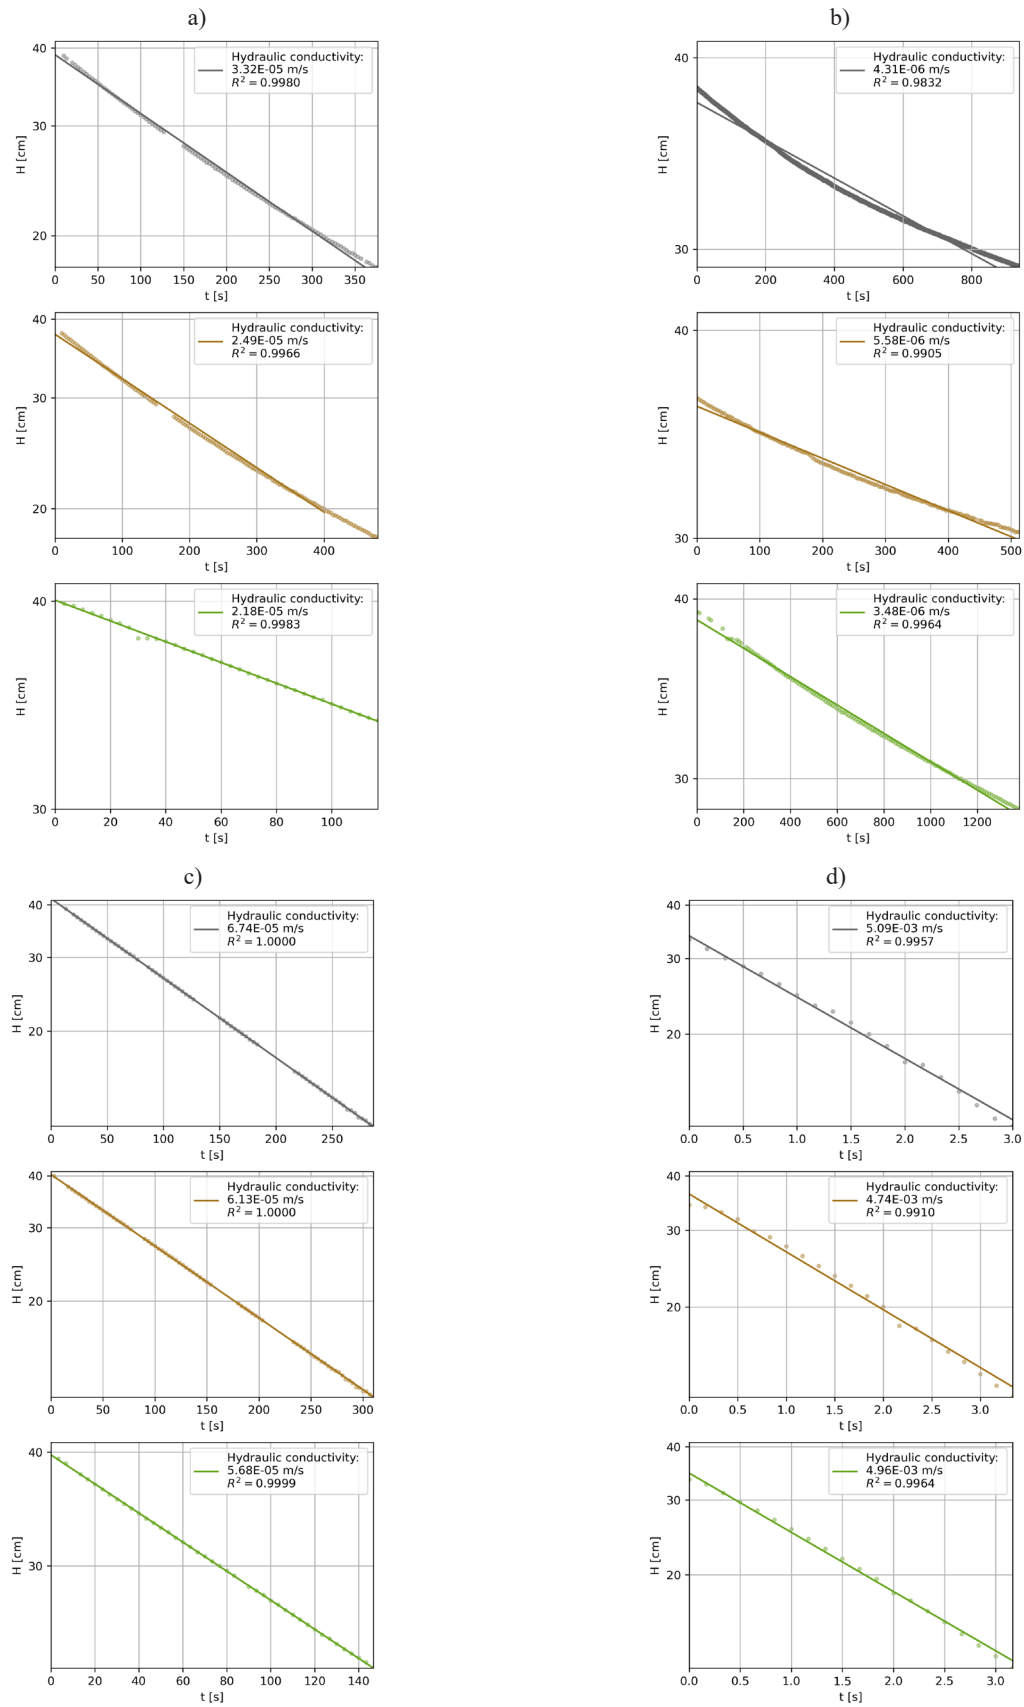 a)
Hydraulic conductivity:
3.32E-05 m/s
R² = 0.9980
40
30
20
H [cm]
0 50 100 150 200 250 300 350
t [s]
Hydraulic conductivity:
2.49E-05 m/s
R² = 0.9966
40
30
20
H [cm]
0 100 200 300 400
t [s]
Hydraulic conductivity:
2.18E-05 m/s
R² = 0.9983
40
30
H [cm]
0 20 40 60 80 100
t [s]
b)
Hydraulic conductivity:
4.31E-06 m/s
R² = 0.9832
40
30
H [cm]
0 200 400 600 800
t [s]
Hydraulic conductivity:
5.58E-06 m/s
R² = 0.9905
40
30
H [cm]
0 100 200 300 400 500
t [s]
Hydraulic conductivity:
3.48E-06 m/s
R² = 0.9964
40
30
H [cm]
0 200 400 600 800 1000 1200
t [s]
c)
Hydraulic conductivity:
6.74E-05 m/s
R² = 1.0000
40
30
20
H [cm]
0 50 100 150 200 250
t [s]
Hydraulic conductivity:
6.13E-05 m/s
R² = 1.0000
40
30
20
H [cm]
0 50 100 150 200 250 300
t [s]
Hydraulic conductivity:
5.68E-05 m/s
R² = 0.9999
40
30
H [cm]
0 20 40 60 80 100 120 140
t [s]
d)
Hydraulic conductivity:
5.09E-03 m/s
R² = 0.9957
40
30
20
H [cm]
0.0 0.5 1.0 1.5 2.0 2.5 3.0
t [s]
Hydraulic conductivity:
4.74E-03 m/s
R² = 0.9910
40
30
20
H [cm]
0.0 0.5 1.0 1.5 2.0 2.5 3.0
t [s]
Hydraulic conductivity:
4.96E-03 m/s
R² = 0.9964
40
30
20
H [cm]
0.0 0.5 1.0 1.5 2.0 2.5 3.0
t [s]